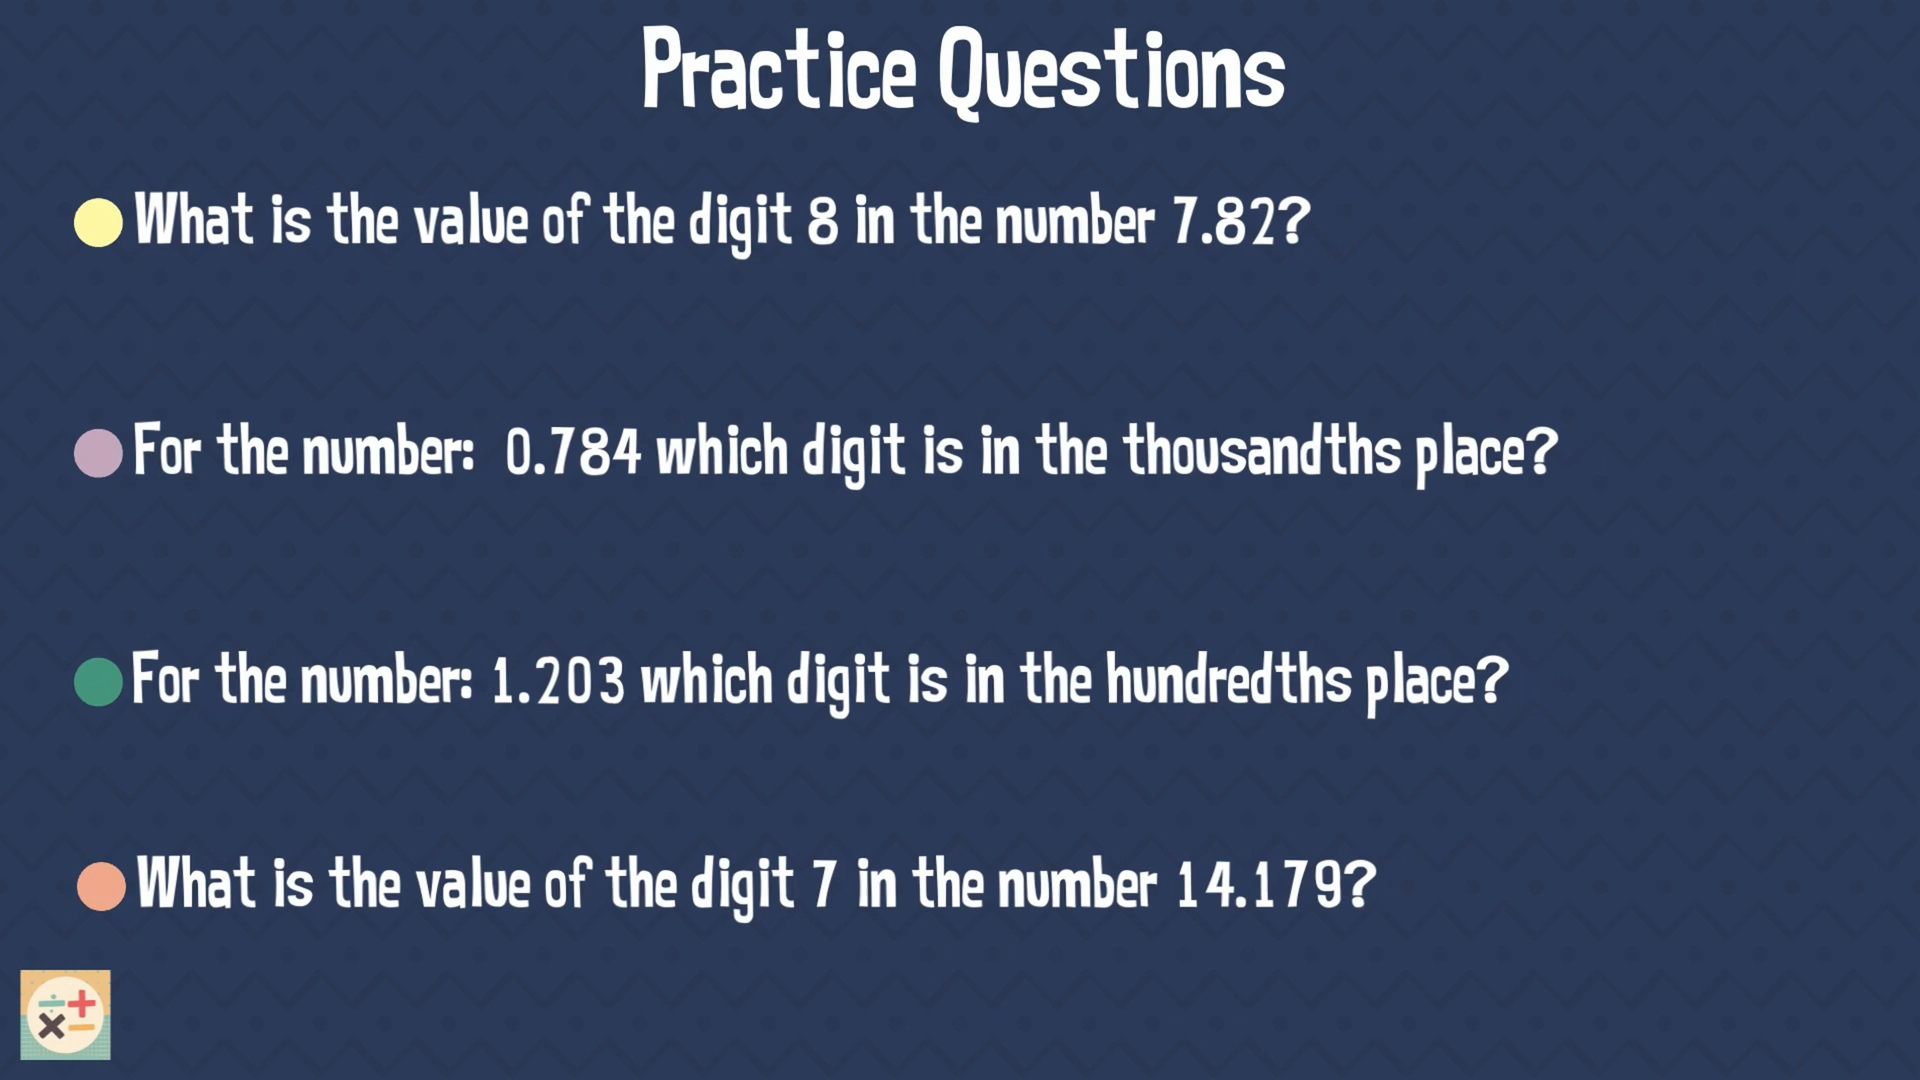 Practice Questions
What is the value of the digit 8 in the number 7.82?
For the number: 0.784 which digit is in the thousandths place?
For the number: 1.203 which digit is in the hundredths place?
What is the value of the digit 7 in the number 14.179?